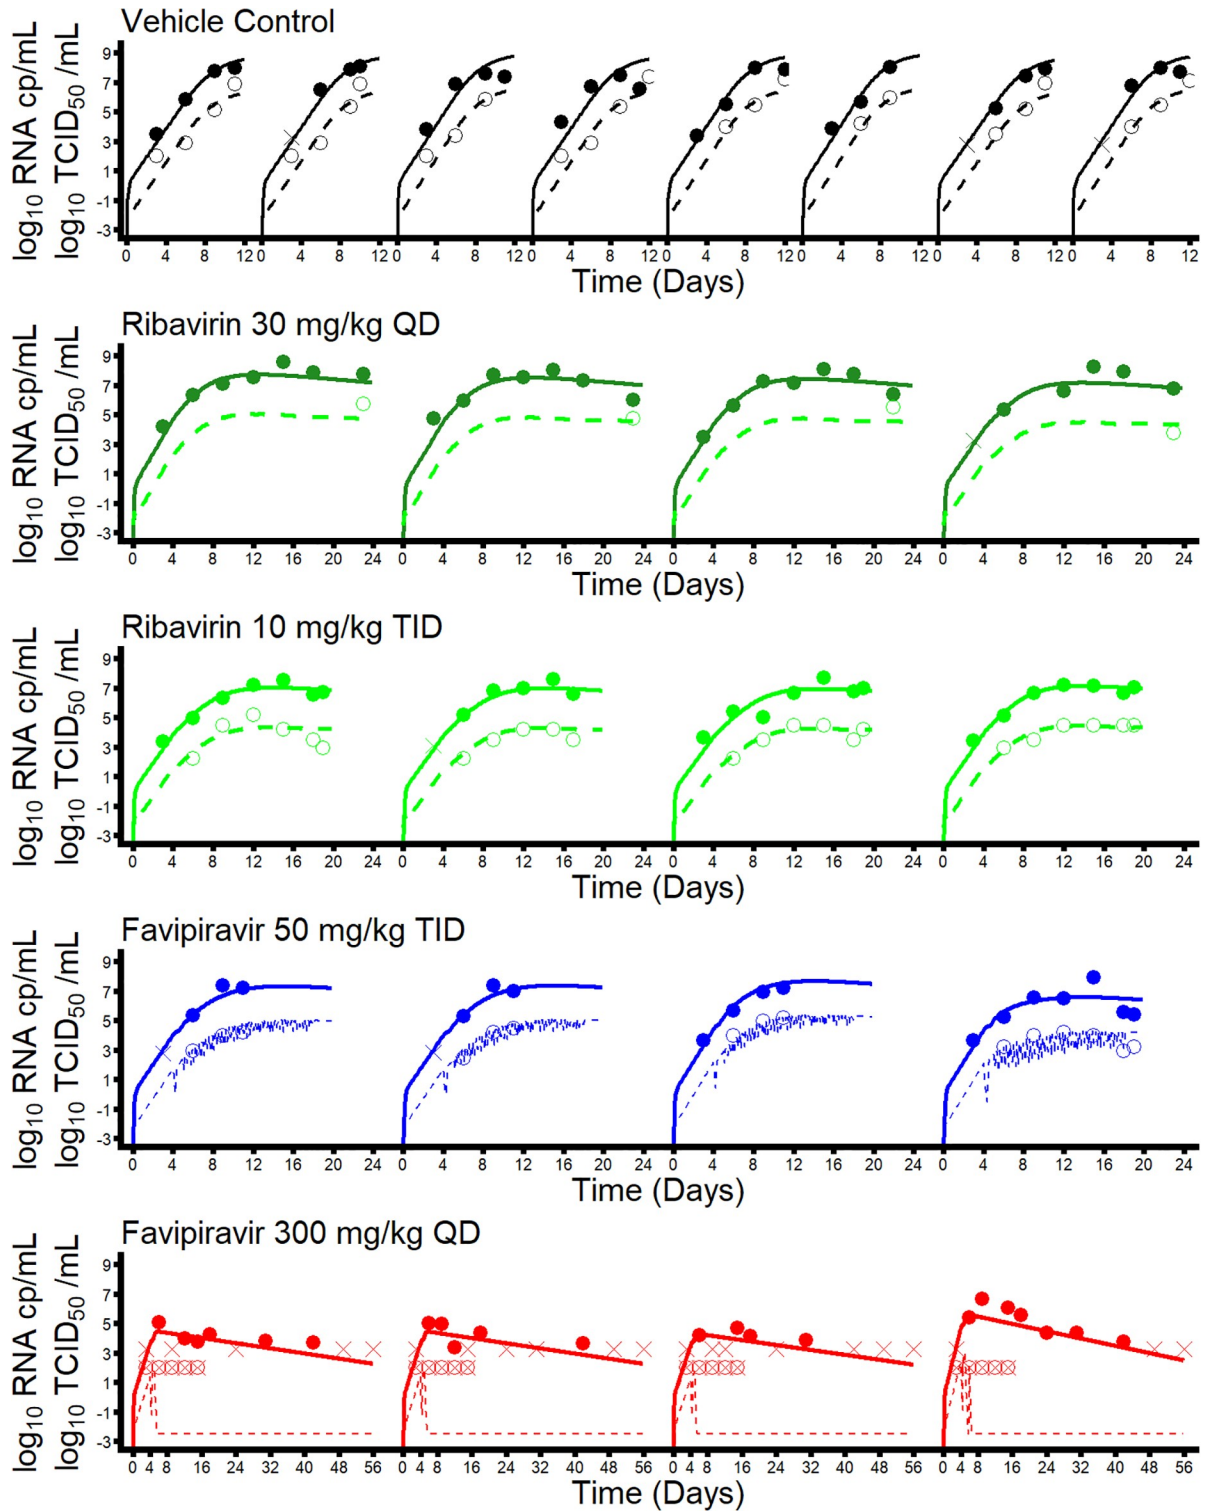 Vehicle Control
log10 RNA cp/mL
log10 TCID50 /mL
9
7
5
3
1
-1
-3
0 4 8 12 0 4 8 12 0 4 8 12 0 4 8 12 0 4 8 12 0 4 8 12 0 4 8 12 0 4 8 12
Time (Days)
Ribavirin 30 mg/kg QD
log10 RNA cp/mL
log10 TCID50 /mL
9
7
5
3
1
-1
-3
0 4 8 12 16 20 24 0 4 8 12 16 20 24 0 4 8 12 16 20 24 0 4 8 12 16 20 24
Time (Days)
Ribavirin 10 mg/kg TID
log10 RNA cp/mL
log10 TCID50 /mL
9
7
5
3
1
-1
-3
0 4 8 12 16 20 24 0 4 8 12 16 20 24 0 4 8 12 16 20 24 0 4 8 12 16 20 24
Time (Days)
Favipiravir 50 mg/kg TID
log10 RNA cp/mL
log10 TCID50 /mL
9
7
5
3
1
-1
-3
0 4 8 12 16 20 24 0 4 8 12 16 20 24 0 4 8 12 16 20 24 0 4 8 12 16 20 24
Time (Days)
Favipiravir 300 mg/kg QD
log10 RNA cp/mL
log10 TCID50 /mL
9
7
5
3
1
-1
-3
0 4 8 16 24 32 40 48 56 0 4 8 16 24 32 40 48 56 0 4 8 16 24 32 40 48 56 0 4 8 16 24 32 40 48 56
Time (Days)